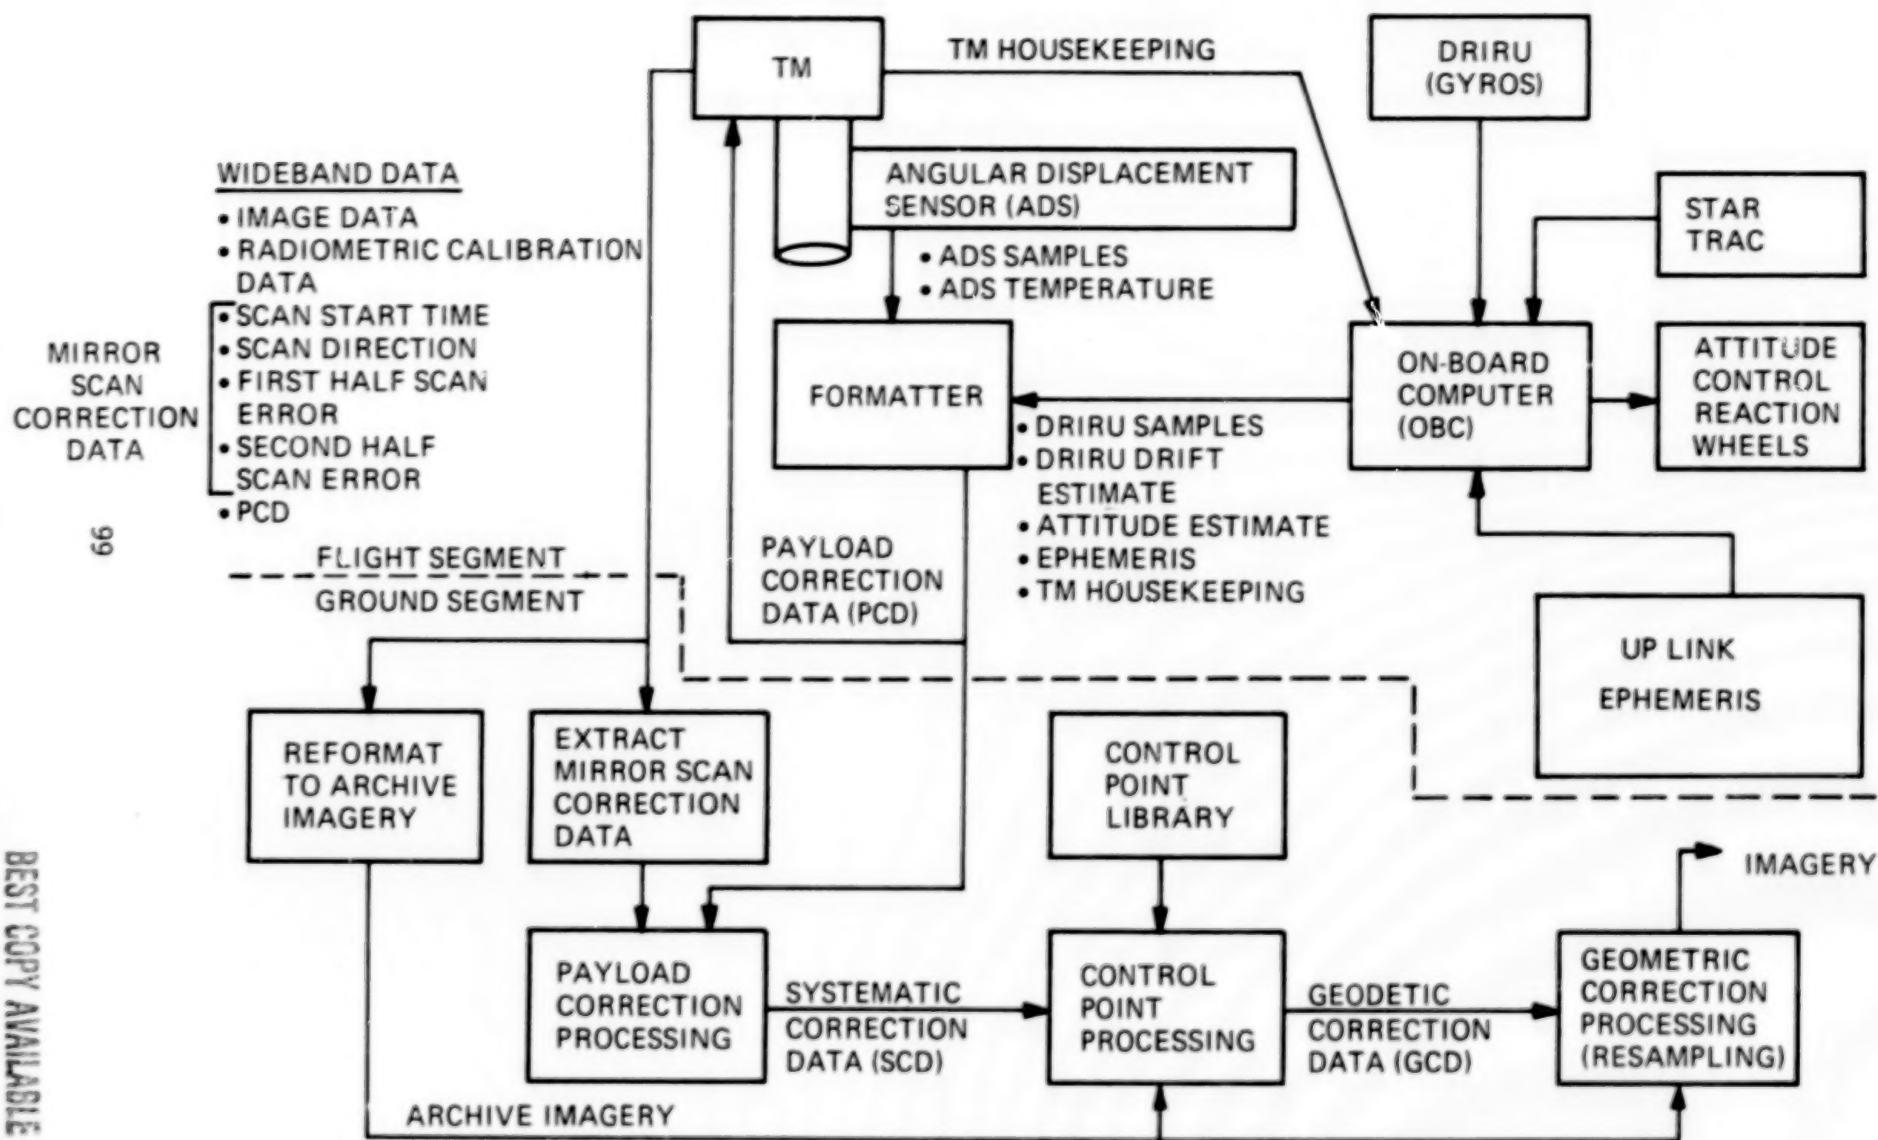 TM
TM HOUSEKEEPING
DRIRU
(GYROS)
WIDEBAND DATA
• IMAGE DATA
• RADIOMETRIC CALIBRATION
DATA
• SCAN START TIME
• SCAN DIRECTION
• FIRST HALF SCAN
ERROR
• SECOND HALF
SCAN ERROR
• PCD
MIRROR
SCAN
CORRECTION
DATA
ANGULAR DISPLACEMENT
SENSOR (ADS)
• ADS SAMPLES
• ADS TEMPERATURE
STAR
TRAC
FORMATTER
ON-BOARD
COMPUTER
(OBC)
ATTITUDE
CONTROL
REACTION
WHEELS
• DRIRU SAMPLES
• DRIRU DRIFT
ESTIMATE
• ATTITUDE ESTIMATE
• EPHEMERIS
• TM HOUSEKEEPING
PAYLOAD
CORRECTION
DATA (PCD)
99
FLIGHT SEGMENT
GROUND SEGMENT
UP LINK
EPHEMERIS
REFORMAT
TO ARCHIVE
IMAGERY
EXTRACT
MIRROR SCAN
CORRECTION
DATA
CONTROL
POINT
LIBRARY
IMAGERY
PAYLOAD
CORRECTION
PROCESSING
SYSTEMATIC
CORRECTION
DATA (SCD)
CONTROL
POINT
PROCESSING
GEODETIC
CORRECTION
DATA (GCD)
GEOMETRIC
CORRECTION
PROCESSING
(RESAMPLING)
ARCHIVE IMAGERY
BEST COPY AVAILABLE